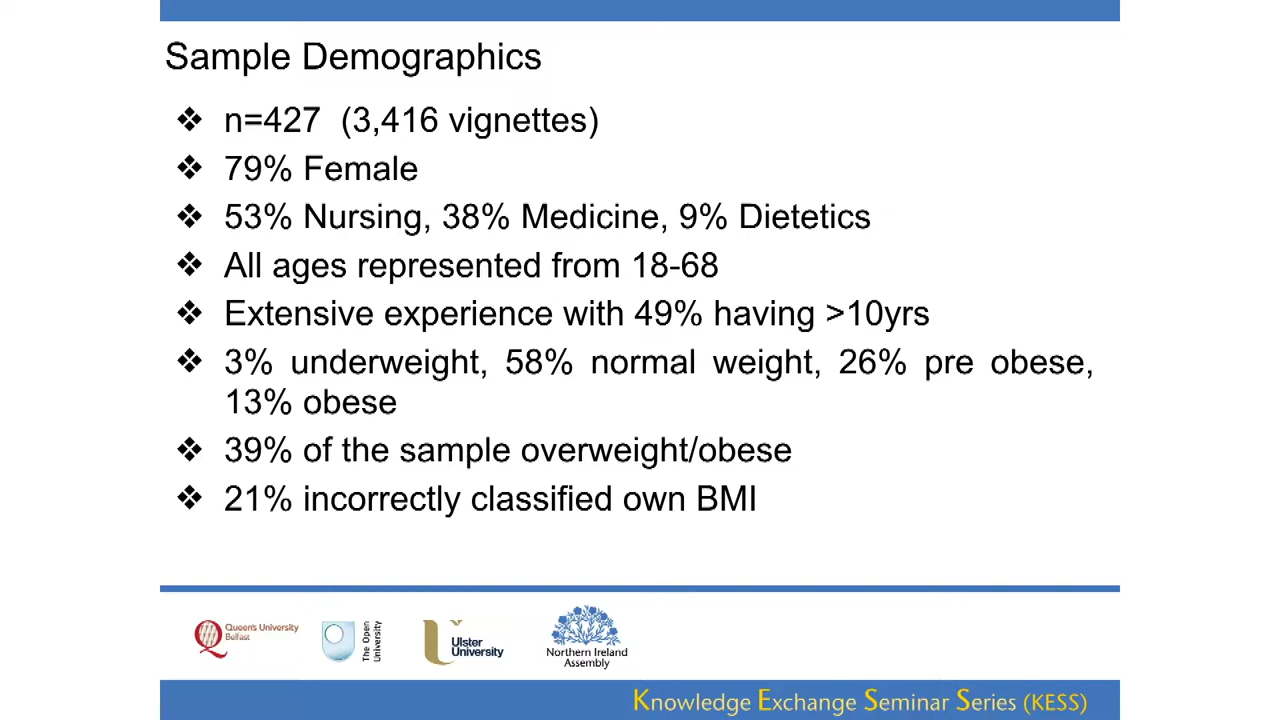 Sample Demographics
❖ n=427 (3,416 vignettes)
❖ 79% Female
❖ 53% Nursing, 38% Medicine, 9% Dietetics
❖ All ages represented from 18-68
❖ Extensive experience with 49% having >10yrs
❖ 3% underweight, 58% normal weight, 26% pre obese,
13% obese
❖ 39% of the sample overweight/obese
❖ 21% incorrectly classified own BMI
Queen's University
Belfast
The Open
University
Ulster
University
Northern Ireland
Assembly
Knowledge Exchange Seminar Series (KESS)